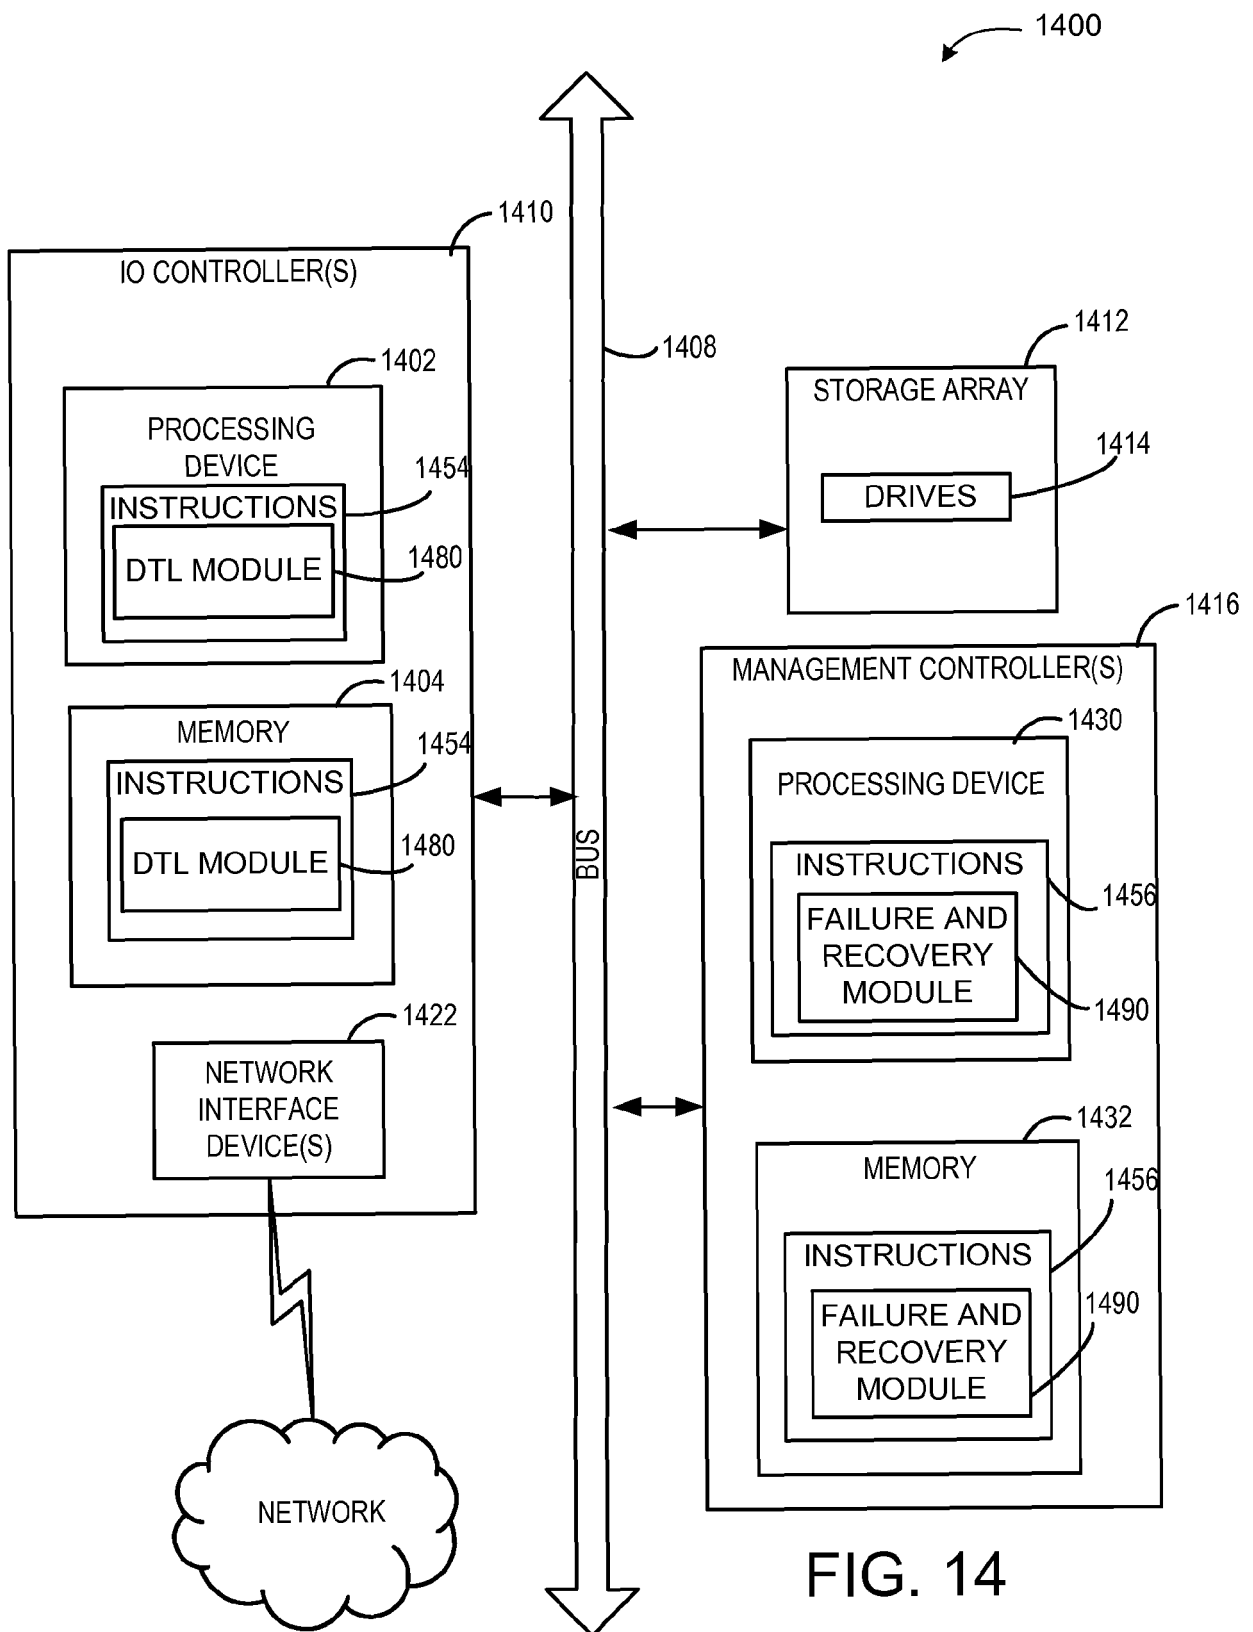 1400
1410
IO CONTROLLER(S)
1402
PROCESSING
DEVICE
1454
INSTRUCTIONS
DTL MODULE
1480
1404
MEMORY
1454
INSTRUCTIONS
DTL MODULE
1480
1422
NETWORK
INTERFACE
DEVICE(S)
NETWORK
1408
BUS
1412
STORAGE ARRAY
1414
DRIVES
1416
MANAGEMENT CONTROLLER(S)
1430
PROCESSING DEVICE
INSTRUCTIONS
1456
FAILURE AND
RECOVERY
MODULE
1490
1432
MEMORY
1456
INSTRUCTIONS
FAILURE AND
RECOVERY
MODULE
1490
FIG. 14